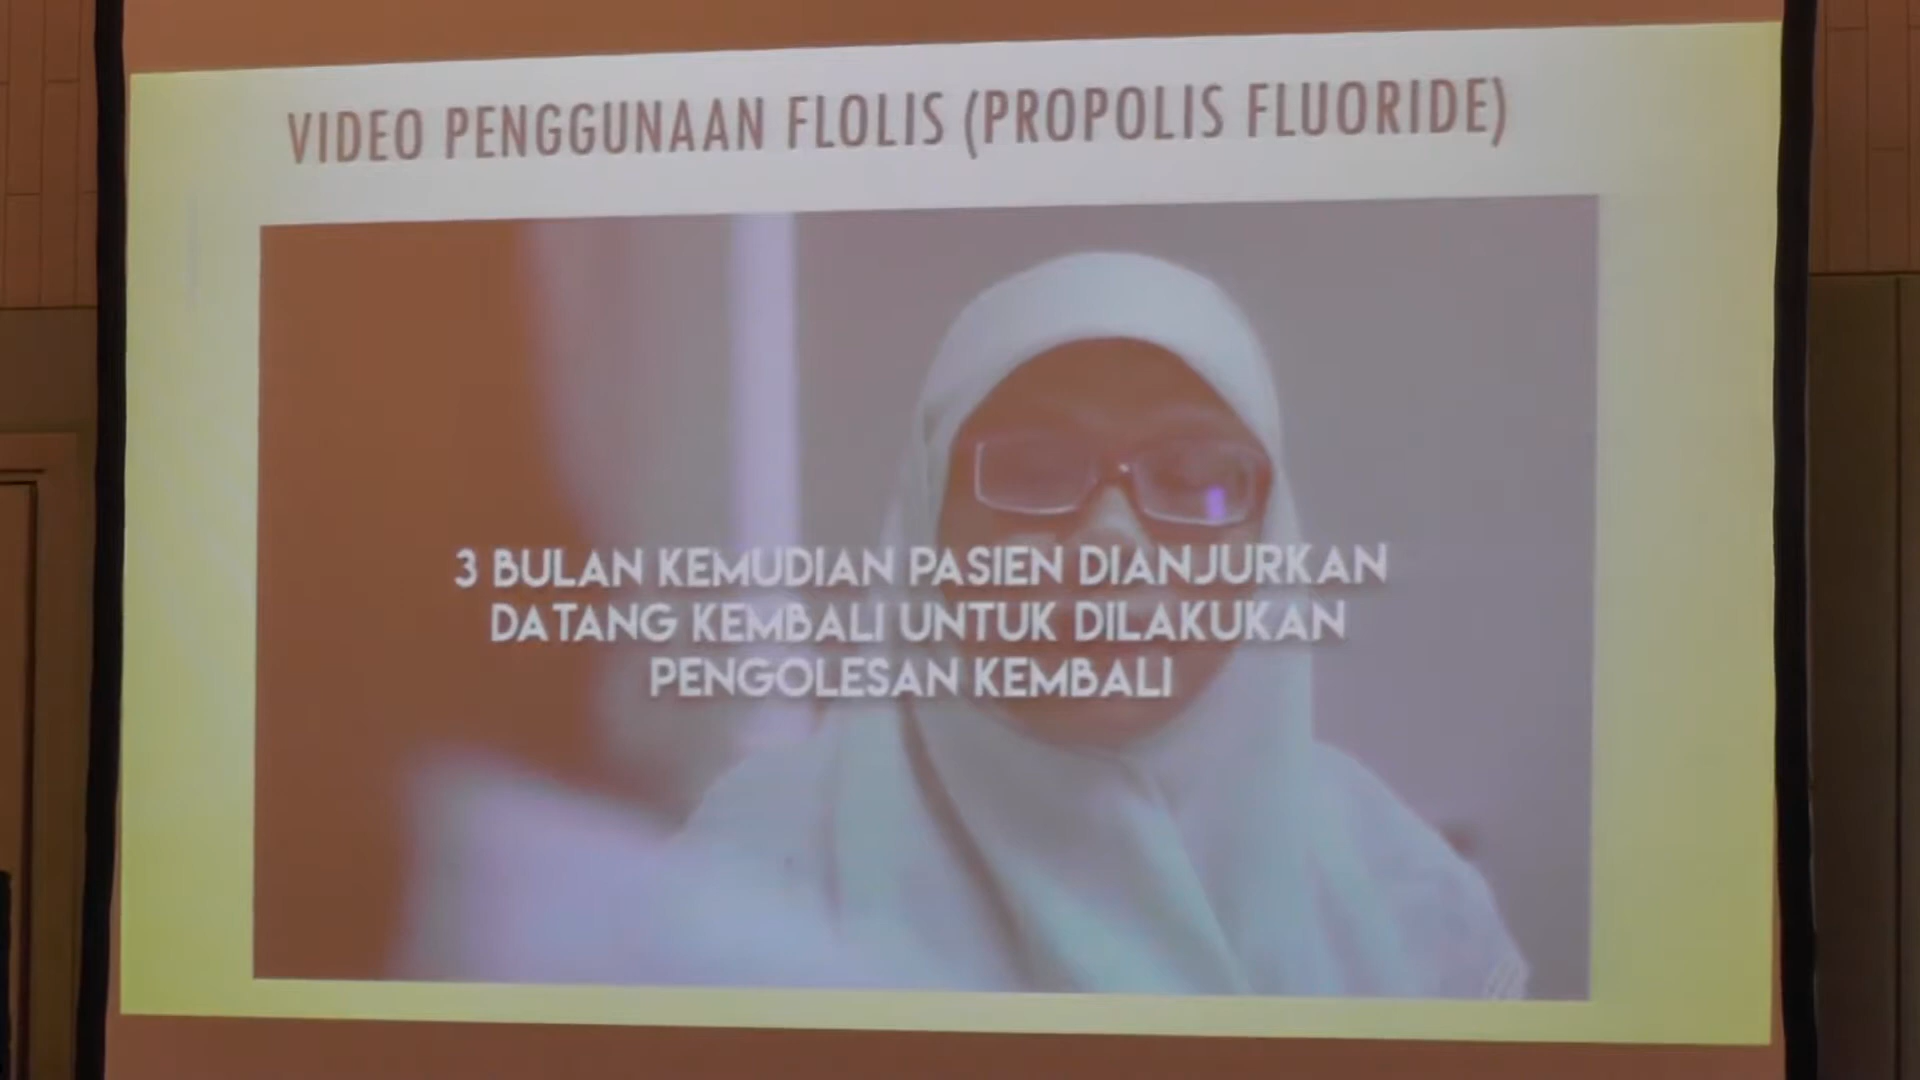 VIDEO PENGGUNAAN FLOLIS (PROPOLIS FLUORIDE)
3 BULAN KEMUDIAN PASIEN DIANJURKAN
DATANG KEMBALI UNTUK DILAKUKAN
PENGOLESAN KEMBALI